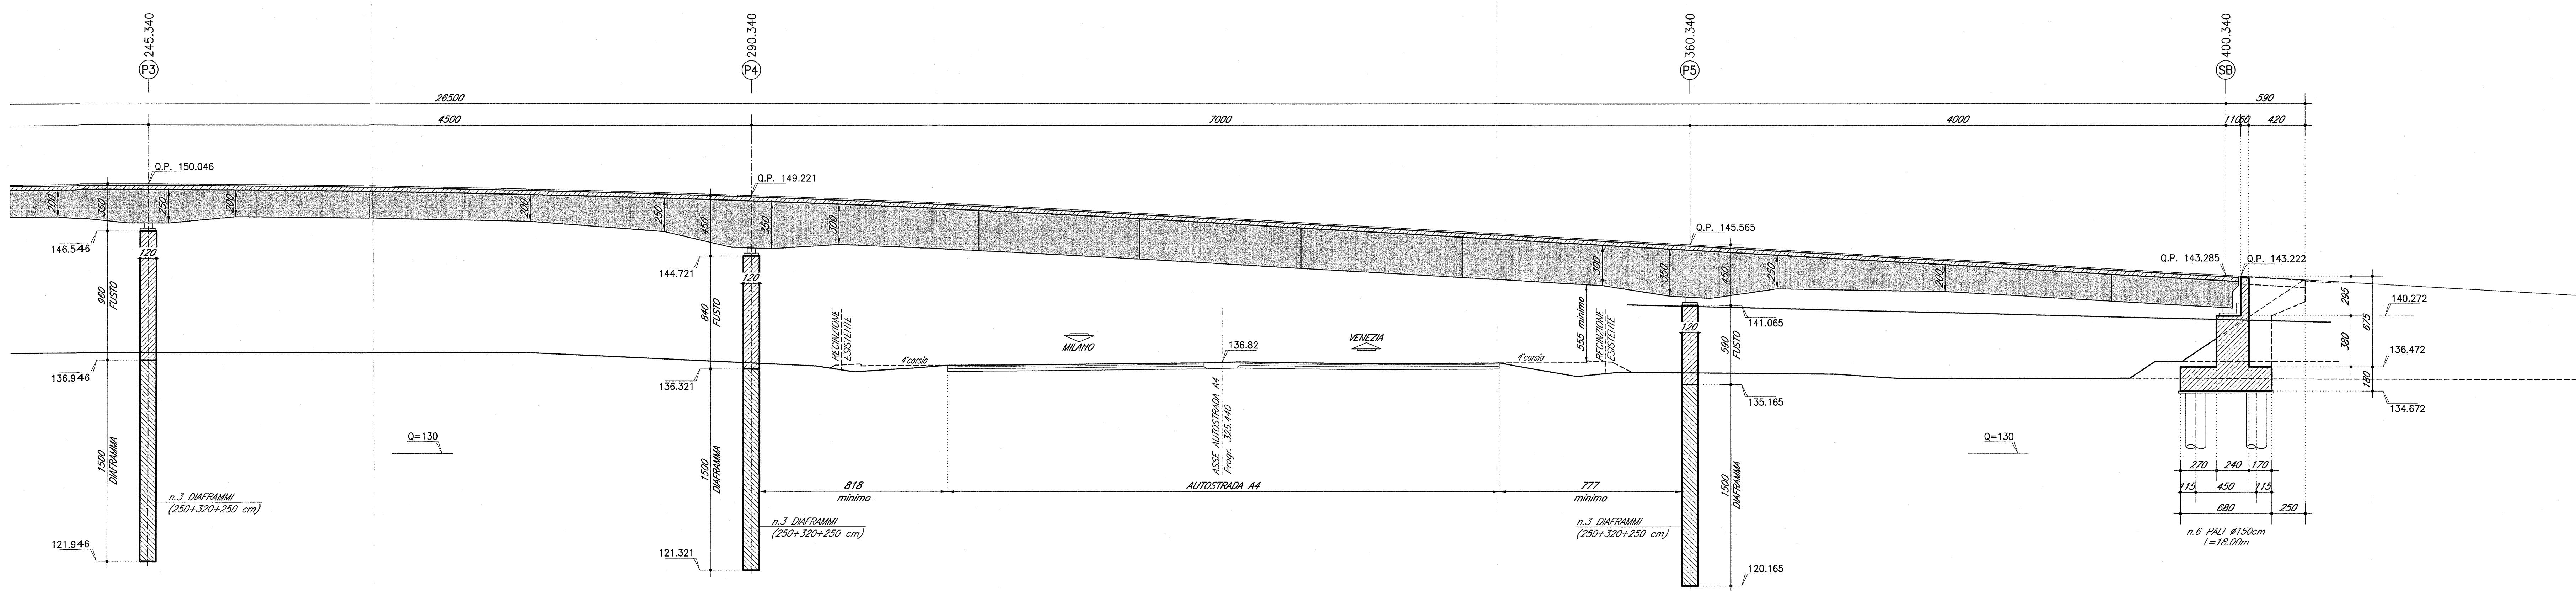 245.340
290.340
360.340
400.340
P3
P4
P5
SB
26500
590
4500
7000
4000
110
60
420
Q.P. 150.046
Q.P. 149.221
Q.P. 145.565
Q.P. 143.285
Q.P. 143.222
200
350
250
200
200
250
450
350
300
300
350
450
250
200
146.546
120
144.721
120
141.065
120
140.272
295
675
380
180
136.472
134.672
960
FUSTO
840
FUSTO
590
FUSTO
RECINZIONE
ESISTENTE
4°corsia
MILANO
136.82
VENEZIA
4°corsia
555 minimo
RECINZIONE
ESISTENTE
136.946
136.321
135.165
ASSE AUTOSTRADA A4
Progr. 325.440
Q=130
Q=130
1500
DIAFRAMMA
1500
DIAFRAMMA
1500
DIAFRAMMA
818
minimo
AUTOSTRADA A4
777
minimo
n.3 DIAFRAMMI
(250+320+250 cm)
n.3 DIAFRAMMI
(250+320+250 cm)
n.3 DIAFRAMMI
(250+320+250 cm)
270
240
170
115
450
115
680
250
n.6 PALI ø150cm
L=18.00m
121.946
121.321
120.165